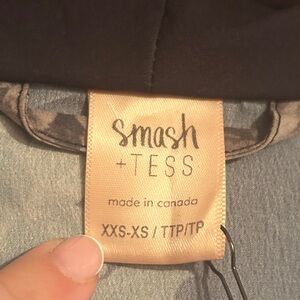 smash
+TESS
made in canada
XXS-XS / TTP/TP